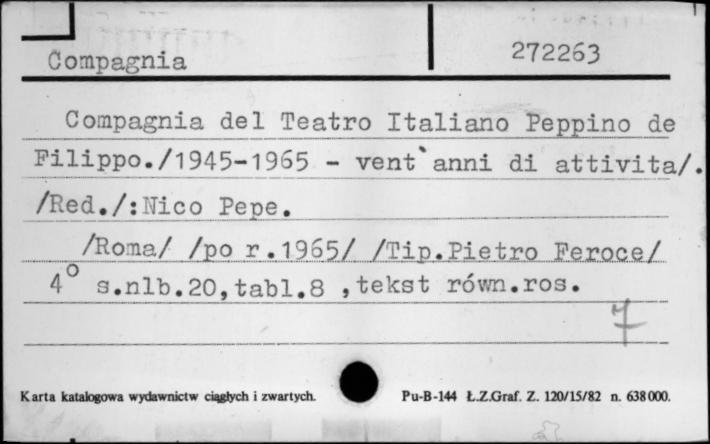 Compagnia
272263
Compagnia del Teatro Italiano Peppino de
Filippo./1945-1965 - vent`anni di attivita/.
/Red./:Nico Pepe.
/Roma/ /po r.1965/ /Tip.Pietro Feroce/
4° s.nlb.20,tabl.8 ,tekst równ.ros.
7
Karta katalogowa wydawnictw ciągłych i zwartych.
Pu-B-144 Ł.Z.Graf. Z. 120/15/82 n. 638000.